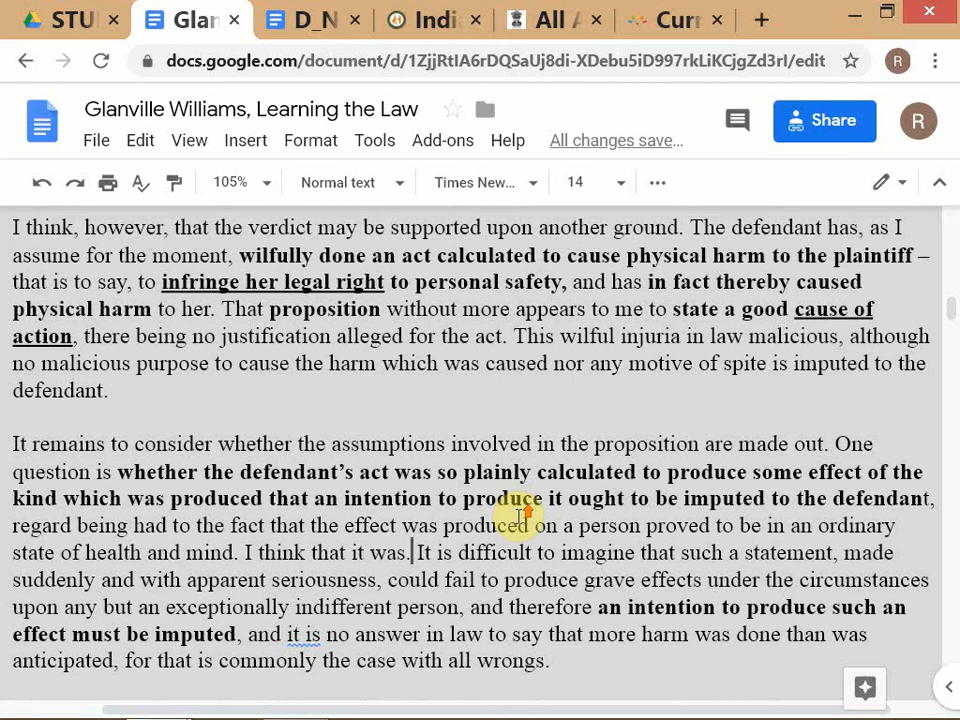 STU
Glan
D_N
Indi
All A
Curr
docs.google.com/document/d/1ZjjRtIA6rDQSaUj8di-XDebu5iD997rkLiKCjgZd3rI/edit
R
Glanville Williams, Learning the Law
File Edit View Insert Format Tools Add-ons Help All changes save...
Share
R
105% Normal text Times New... 14
I think, however, that the verdict may be supported upon another ground. The defendant has, as I
assume for the moment, wilfully done an act calculated to cause physical harm to the plaintiff –
that is to say, to infringe her legal right to personal safety, and has in fact thereby caused
physical harm to her. That proposition without more appears to me to state a good cause of
action, there being no justification alleged for the act. This wilful injuria in law malicious, although
no malicious purpose to cause the harm which was caused nor any motive of spite is imputed to the
defendant.
It remains to consider whether the assumptions involved in the proposition are made out. One
question is whether the defendant's act was so plainly calculated to produce some effect of the
kind which was produced that an intention to produce it ought to be imputed to the defendant,
regard being had to the fact that the effect was produced on a person proved to be in an ordinary
state of health and mind. I think that it was. It is difficult to imagine that such a statement, made
suddenly and with apparent seriousness, could fail to produce grave effects under the circumstances
upon any but an exceptionally indifferent person, and therefore an intention to produce such an
effect must be imputed, and it is no answer in law to say that more harm was done than was
anticipated, for that is commonly the case with all wrongs.